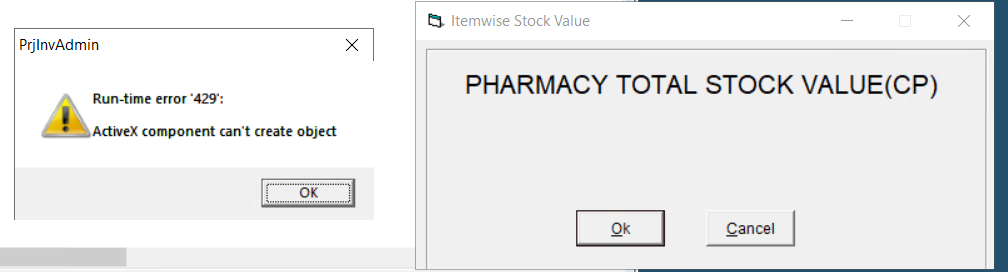 PrjInvAdmin
Run-time error '429':
ActiveX component can't create object
OK
Itemwise Stock Value
PHARMACY TOTAL STOCK VALUE(CP)
Ok
Cancel